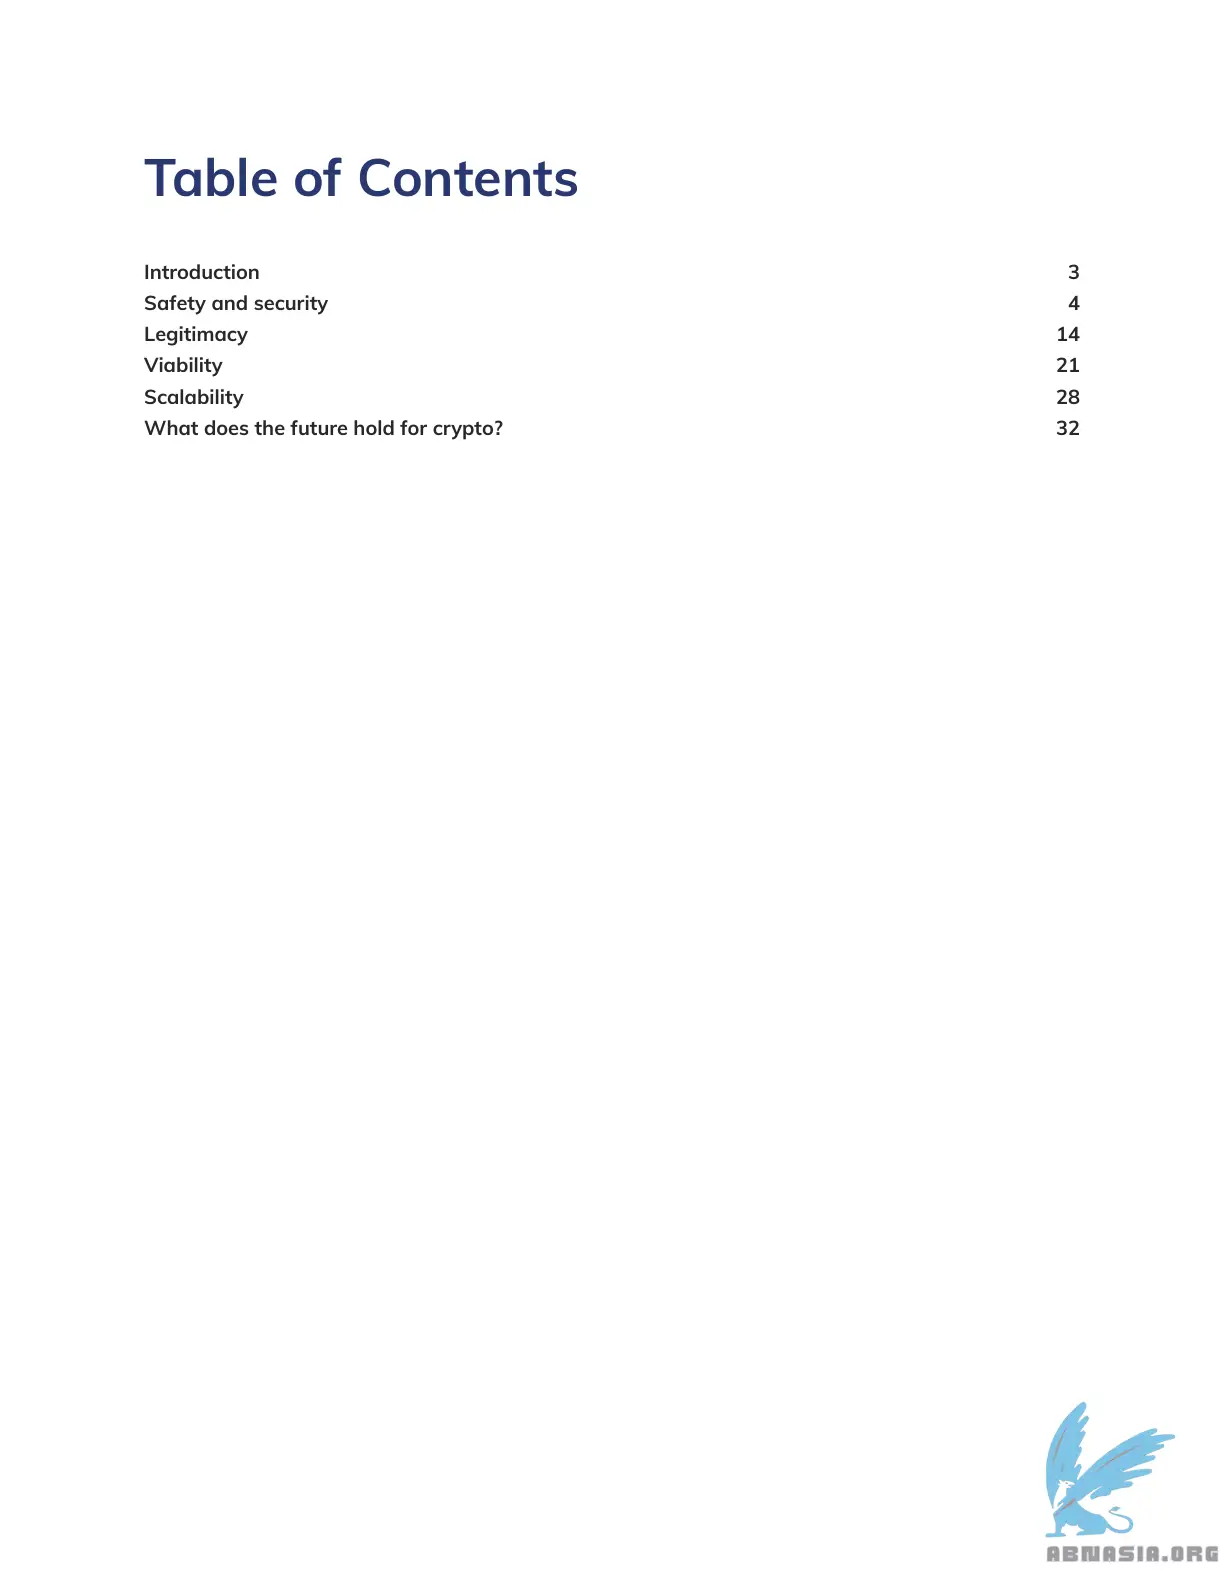 Table of Contents
Introduction 3
Safety and security 4
Legitimacy 14
Viability 21
Scalability 28
What does the future hold for crypto? 32
ABNASIA.ORG